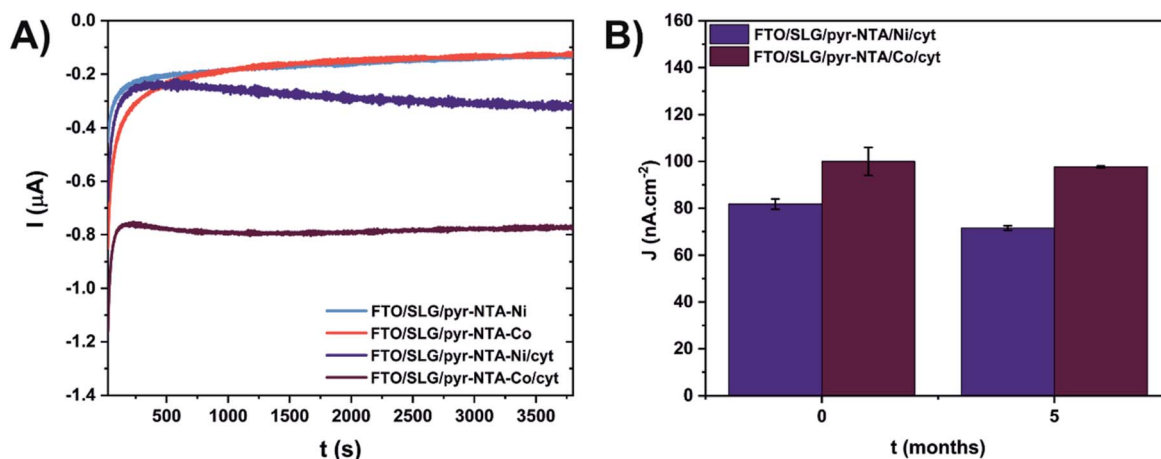 A)
0.0
-0.2
-0.4
-0.6
-0.8
-1.0
-1.2
-1.4
I (μA)
500 1000 1500 2000 2500 3000 3500
t (s)
FTO/SLG/pyr-NTA-Ni
FTO/SLG/pyr-NTA-Co
FTO/SLG/pyr-NTA-Ni/cyt
FTO/SLG/pyr-NTA-Co/cyt
B)
160
140
120
100
80
60
40
20
0
J (nA.cm-2)
0 5
t (months)
FTO/SLG/pyr-NTA/Ni/cyt
FTO/SLG/pyr-NTA/Co/cyt